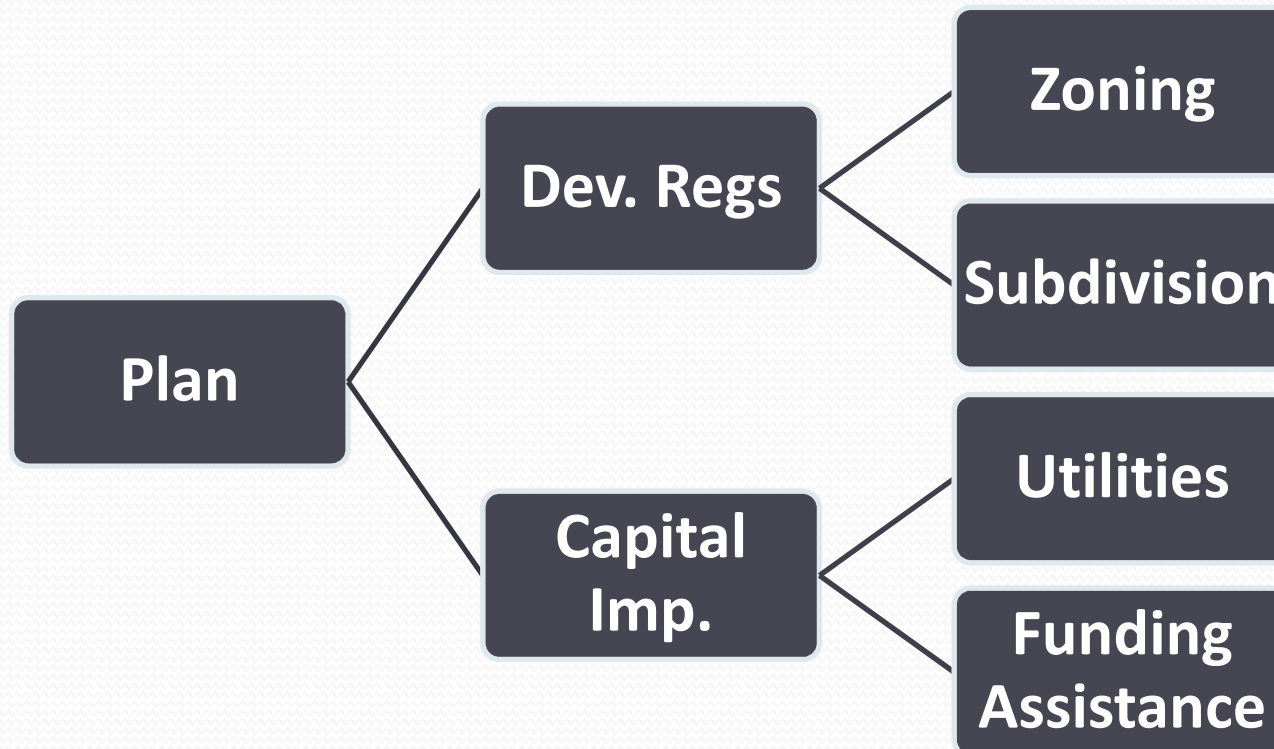 Plan
Dev. Regs
Capital
Imp.
Zoning
Subdivision
Utilities
Funding
Assistance